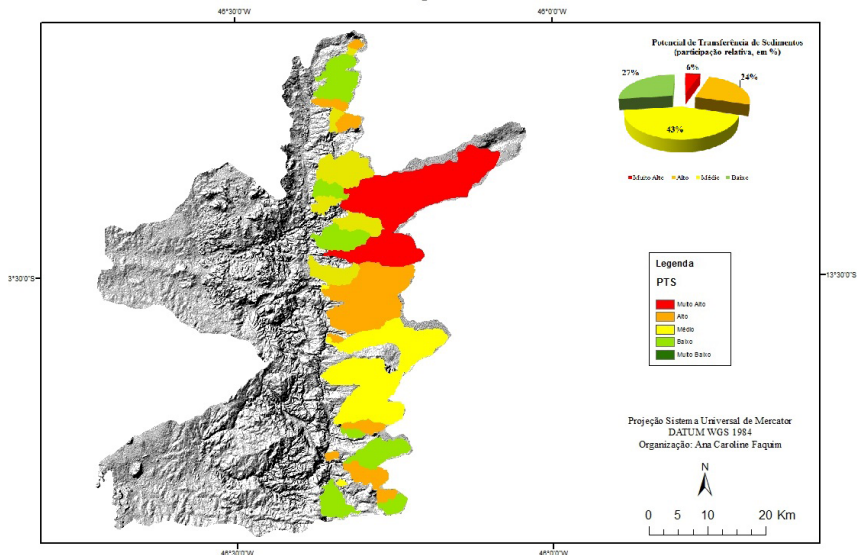 46°30'0"W 46°0'0"W
Potencial de Transferência de Sedimentos
(participação relativa, em %)
6%
24%
27%
43%
Muito Alto Alto Médio Baixo
3°30'0"S 13°30'0"S
Legenda
PTS
Muito Alto
Alto
Médio
Baixo
Muito Baixo
Projeção Sistema Universal de Mercator
DATUM WGS 1984
Organização: Ana Caroline Faquim
N
0 5 10 20 Km
46°30'0"W 46°0'0"W